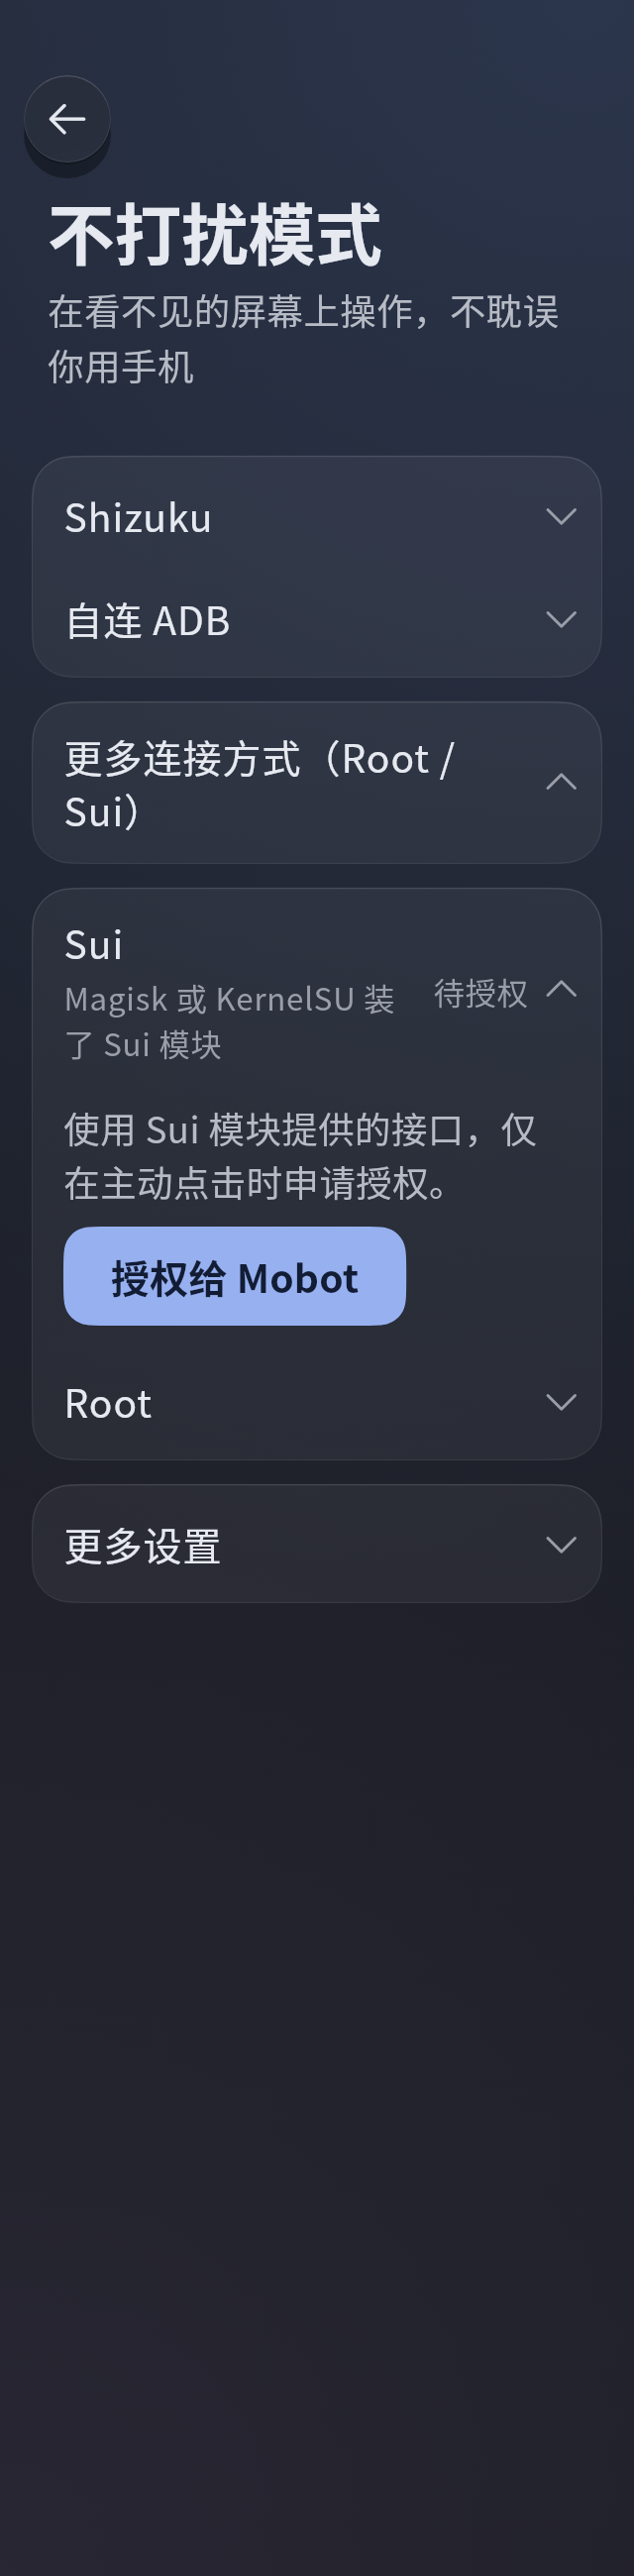 不打扰模式
在看不见的屏幕上操作，不耽误
你用手机
Shizuku
自连 ADB
更多连接方式（Root /
Sui）
Sui
Magisk 或 KernelSU 装
了 Sui 模块
待授权
使用 Sui 模块提供的接口，仅
在主动点击时申请授权。
授权给 Mobot
Root
更多设置